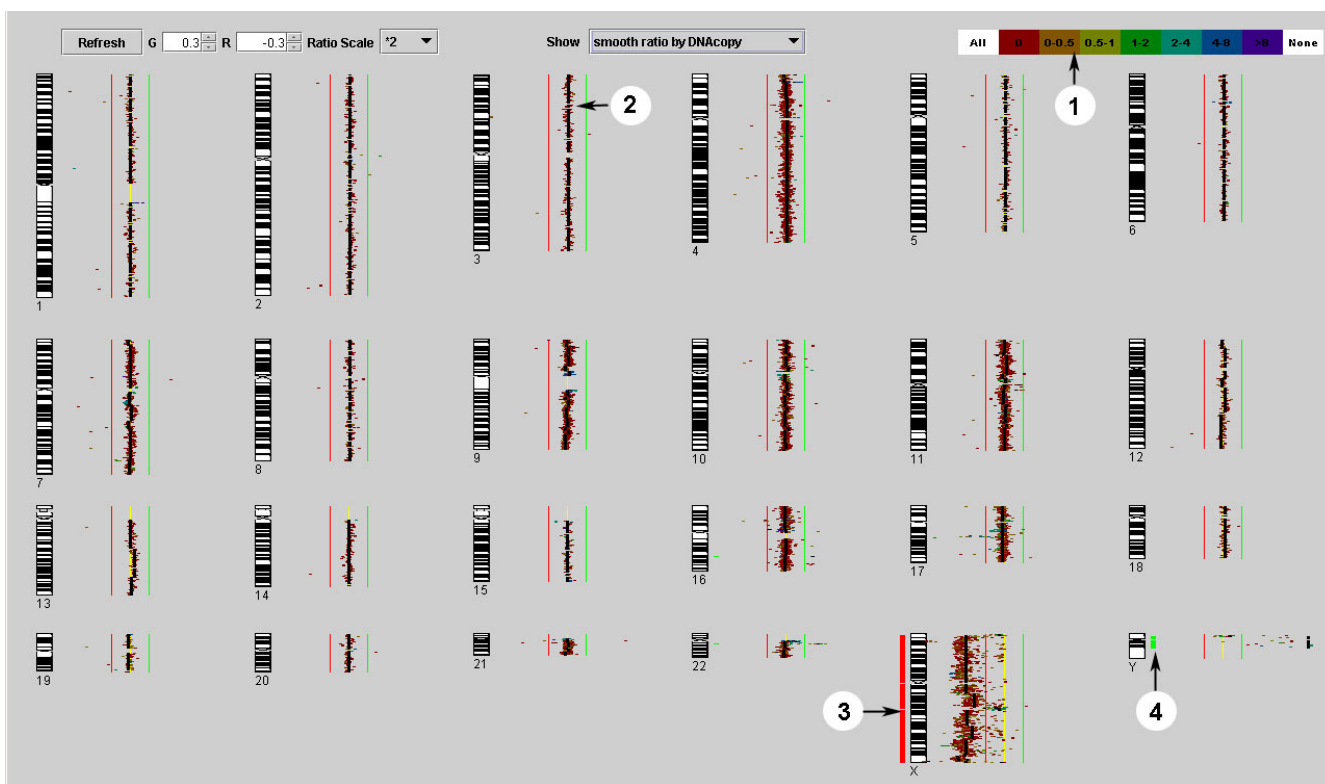 Refresh G 0.3 R -0.3 Ratio Scale *2 Show smooth ratio by DNAcopy All 0 0-0.5 0.5-1 1-2 2-4 4-8 >8 None
1
2
1 2 3 4 5 6
7 8 9 10 11 12
13 14 15 16 17 18
19 20 21 22 X Y
3
4